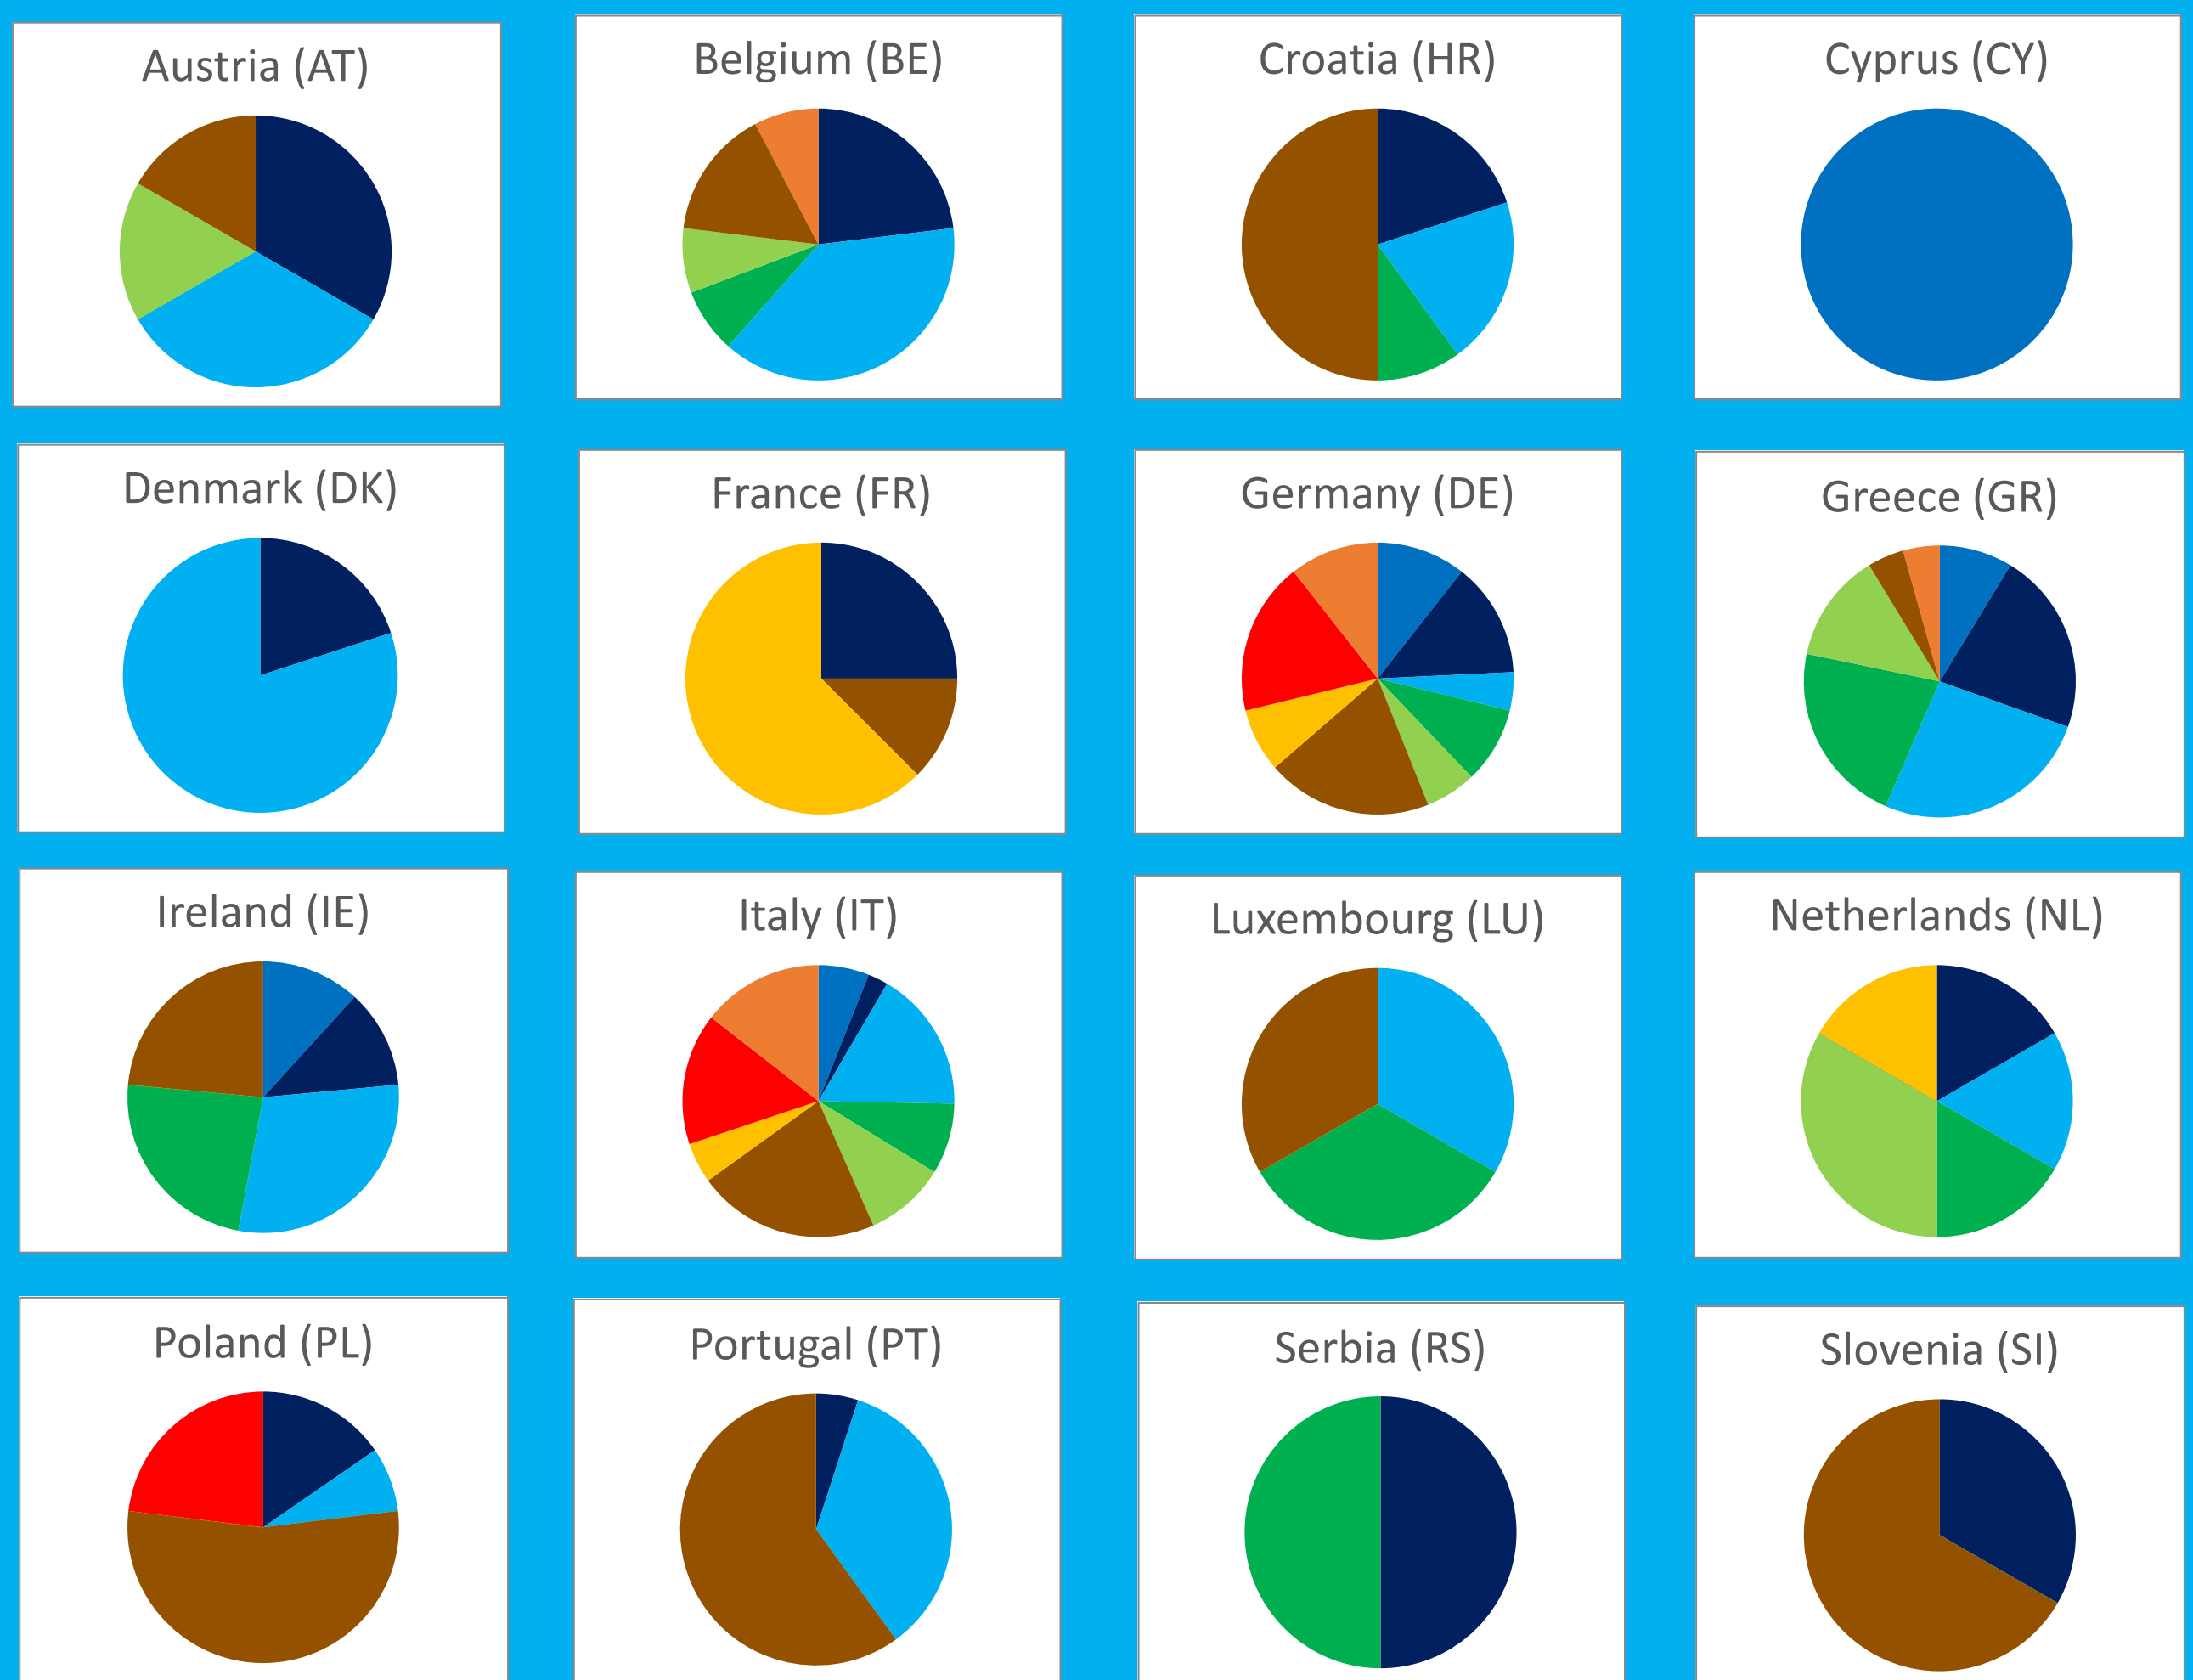 Austria (AT)
Belgium (BE)
Croatia (HR)
Cyprus (CY)
Denmark (DK)
France (FR)
Germany (DE)
Greece (GR)
Ireland (IE)
Italy (IT)
Luxembourg (LU)
Nethelands (NL)
Poland (PL)
Portugal (PT)
Serbia (RS)
Slovenia (SI)